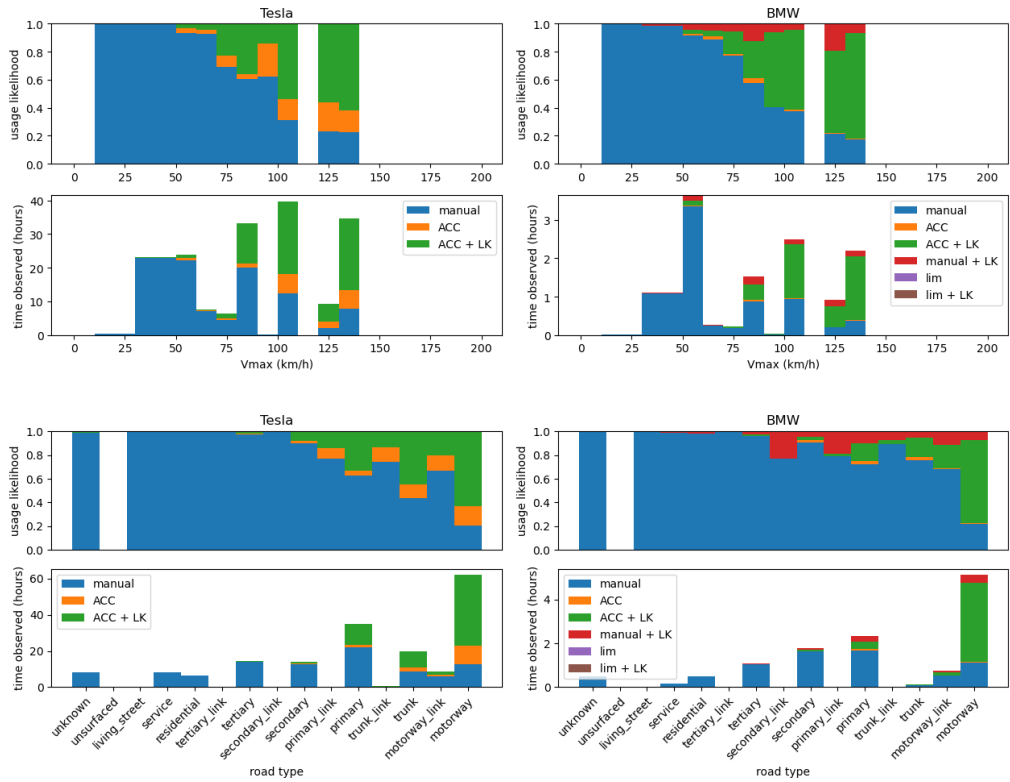 Tesla
BMW
1.0
0.8
0.6
0.4
0.2
0.0
usage likelihood
0 25 50 75 100 125 150 175 200
1.0
0.8
0.6
0.4
0.2
0.0
usage likelihood
0 25 50 75 100 125 150 175 200
40
30
20
10
0
time observed (hours)
manual
ACC
ACC + LK
0 25 50 75 100 125 150 175 200
Vmax (km/h)
3
2
1
0
time observed (hours)
manual
ACC
ACC + LK
manual + LK
lim
lim + LK
0 25 50 75 100 125 150 175 200
Vmax (km/h)
Tesla
BMW
1.0
0.8
0.6
0.4
0.2
0.0
usage likelihood
1.0
0.8
0.6
0.4
0.2
0.0
usage likelihood
60
40
20
0
time observed (hours)
manual
ACC
ACC + LK
unknown
unsurfaced
living_street
service
residential
tertiary_link
tertiary
secondary_link
secondary
primary_link
primary
trunk_link
trunk
motorway_link
motorway
road type
4
2
0
time observed (hours)
manual
ACC
ACC + LK
manual + LK
lim
lim + LK
unknown
unsurfaced
living_street
service
residential
tertiary_link
tertiary
secondary_link
secondary
primary_link
primary
trunk_link
trunk
motorway_link
motorway
road type